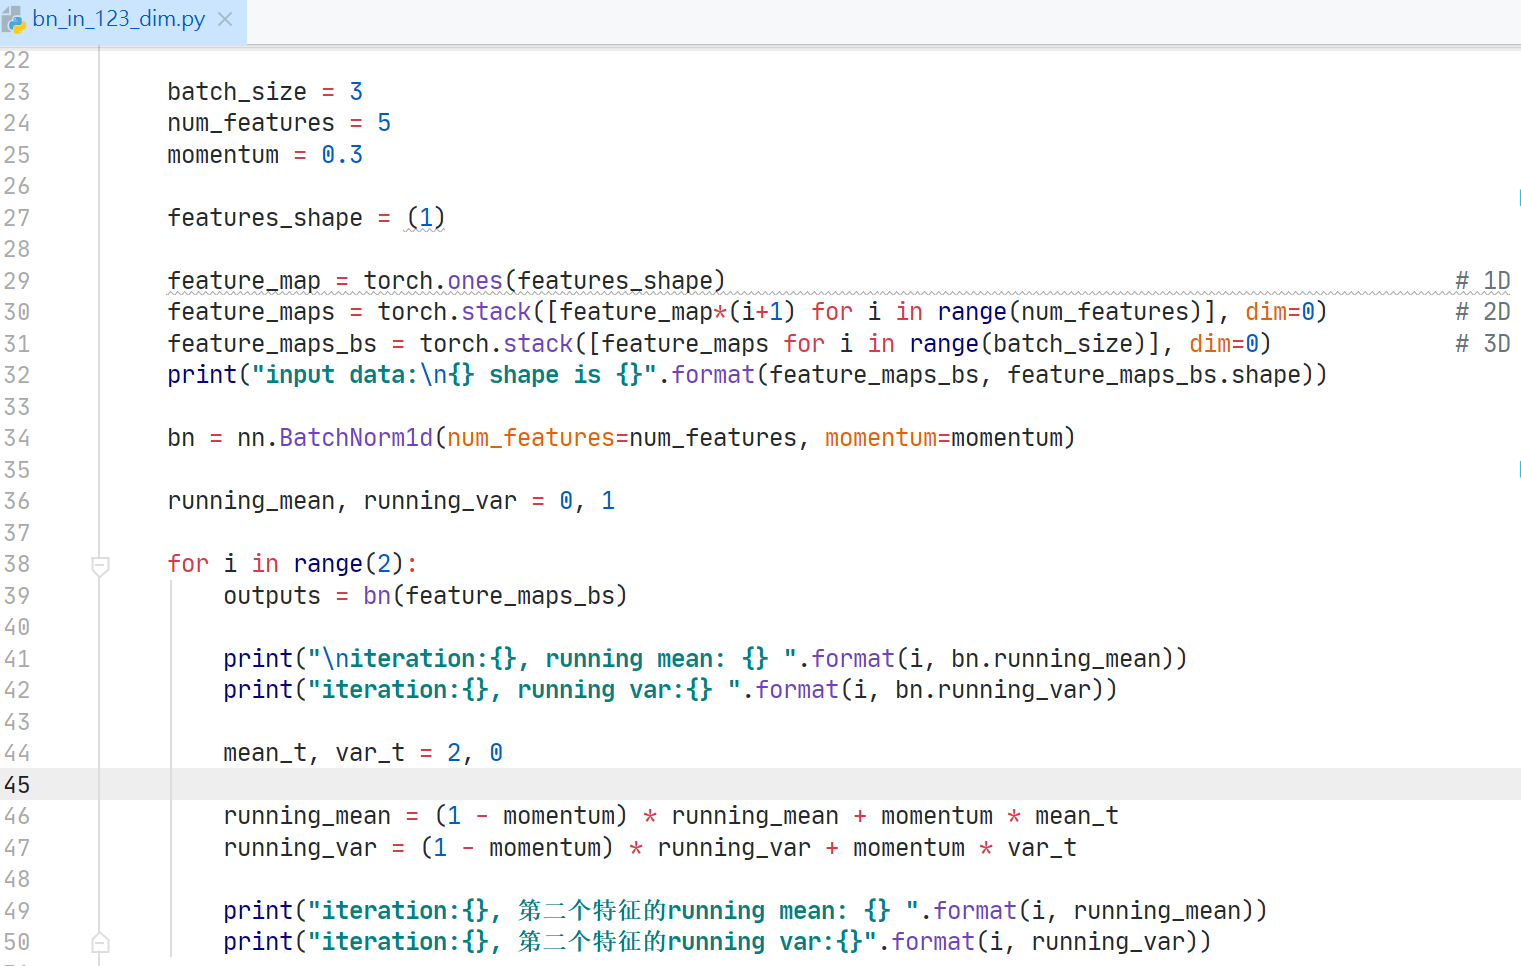 bn_in_123_dim.py
22
23 batch_size = 3
24 num_features = 5
25 momentum = 0.3
26
27 features_shape = (1)
28
29 feature_map = torch.ones(features_shape) # 1D
30 feature_maps = torch.stack([feature_map*(i+1) for i in range(num_features)], dim=0) # 2D
31 feature_maps_bs = torch.stack([feature_maps for i in range(batch_size)], dim=0) # 3D
32 print("input data:\n{} shape is {}".format(feature_maps_bs, feature_maps_bs.shape))
33
34 bn = nn.BatchNorm1d(num_features=num_features, momentum=momentum)
35
36 running_mean, running_var = 0, 1
37
38 for i in range(2):
39 outputs = bn(feature_maps_bs)
40
41 print("\niteration:{}, running mean: {} ".format(i, bn.running_mean))
42 print("iteration:{}, running var:{} ".format(i, bn.running_var))
43
44 mean_t, var_t = 2, 0
45
46 running_mean = (1 - momentum) * running_mean + momentum * mean_t
47 running_var = (1 - momentum) * running_var + momentum * var_t
48
49 print("iteration:{}, 第二个特征的running mean: {} ".format(i, running_mean))
50 print("iteration:{}, 第二个特征的running var:{}".format(i, running_var))